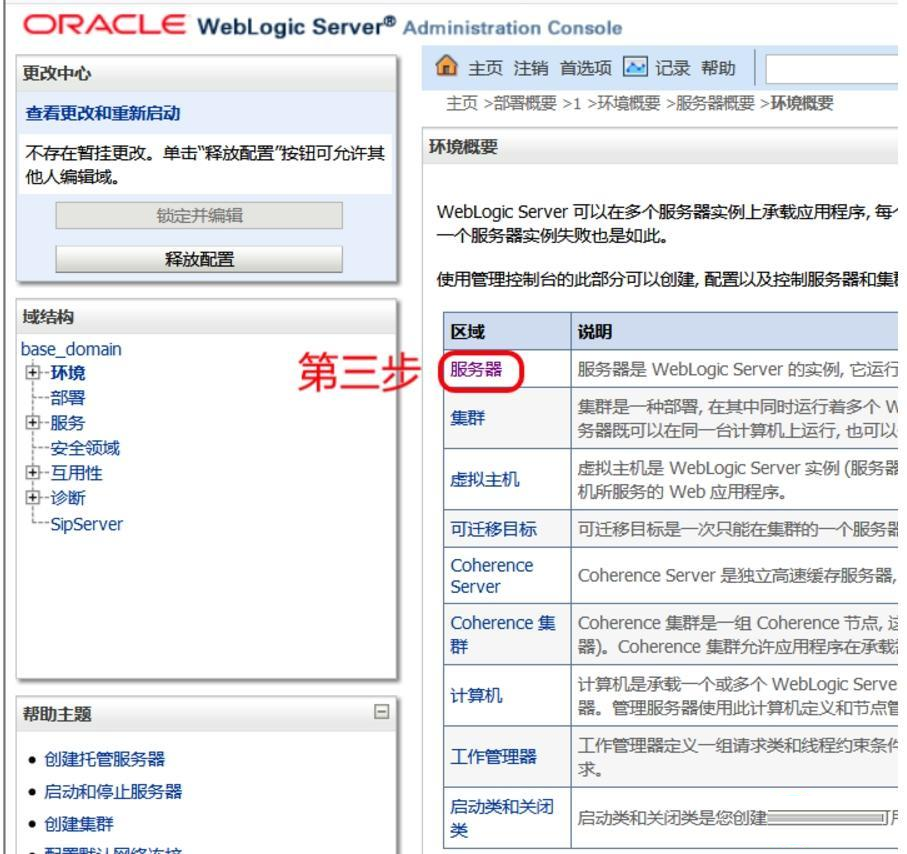 ORACLE WebLogic Server® Administration Console
更改中心
查看更改和重新启动
不存在暂挂更改。单击“释放配置”按钮可允许其
他人编辑域。
锁定并编辑
释放配置
域结构
base_domain
环境
部署
服务
安全领域
互用性
诊断
SipServer
帮助主题
创建托管服务器
启动和停止服务器
创建集群
配置默认网络连接
主页 注销 首选项 记录 帮助
主页 >部署概要 >1 >环境概要 >服务器概要 >环境概要
环境概要
WebLogic Server 可以在多个服务器实例上承载应用程序, 每个
一个服务器实例失败也是如此。
使用管理控制台的此部分可以创建, 配置以及控制服务器和集群
区域 说明
第三步
服务器 服务器是 WebLogic Server 的实例, 它运行
集群 集群是一种部署, 在其中同时运行着多个 W
务器既可以在同一台计算机上运行, 也可以
虚拟主机 虚拟主机是 WebLogic Server 实例 (服务器
机所服务的 Web 应用程序。
可迁移目标 可迁移目标是一次只能在集群的一个服务器
Coherence
Server
Coherence Server 是独立高速缓存服务器,
Coherence 集
群
Coherence 集群是一组 Coherence 节点, 这
器)。Coherence 集群允许应用程序在承载
计算机 计算机是承载一个或多个 WebLogic Serve
器。管理服务器使用此计算机定义和节点管
工作管理器 工作管理器定义一组请求类和线程约束条件
求。
启动类和关闭
类
启动类和关闭类是您创建